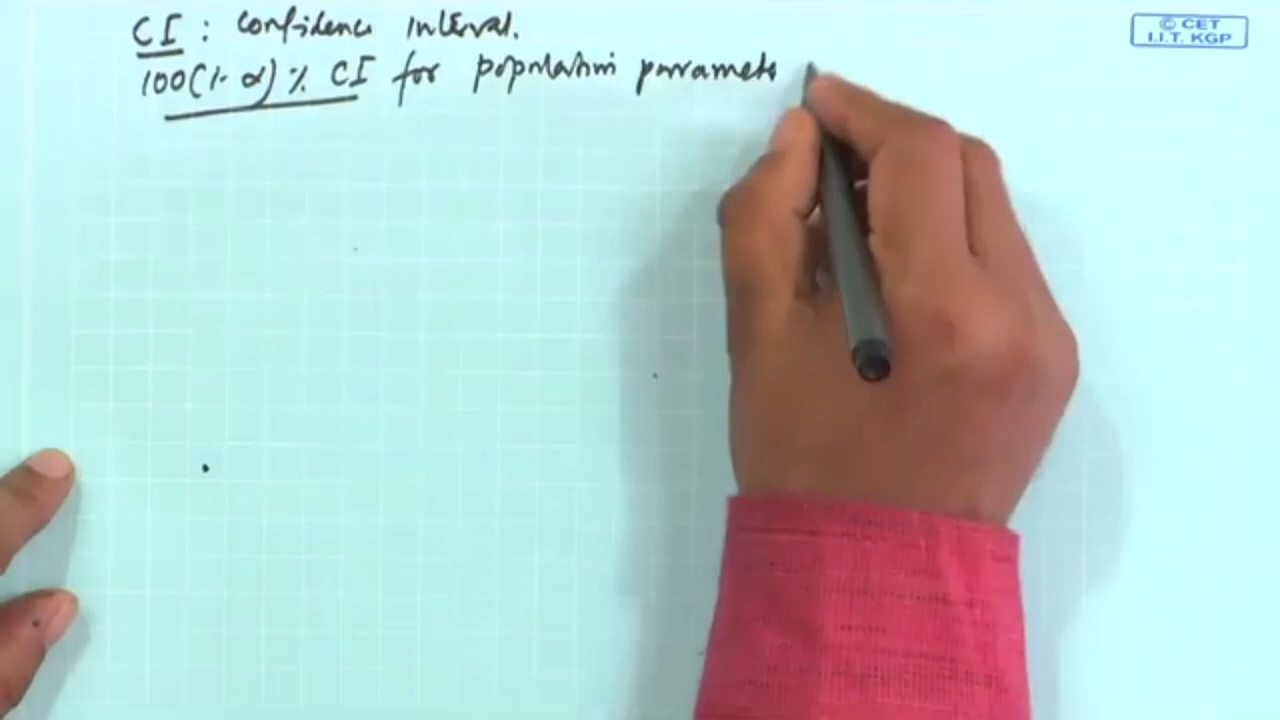 CI : Confidence interval.
100(1-α)% CI for population paramete
© CET
I.I.T. KGP